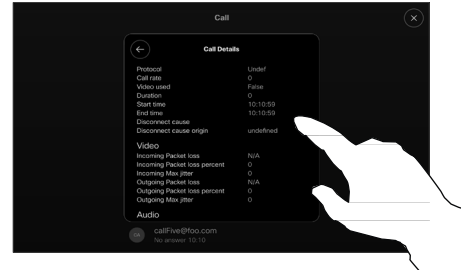 Call
Call Details
Protocol Undef
Call rate 0
Video used False
Duration 0
Start time 10:10:59
End time 10:10:59
Disconnect cause
Disconnect cause origin undefined
Video
Incoming Packet loss N/A
Incoming Packet loss percent 0
Incoming Max jitter 0
Outgoing Packet loss N/A
Outgoing Packet loss percent 0
Outgoing Max jitter 0
Audio
callFive@foo.com
No answer 10:10